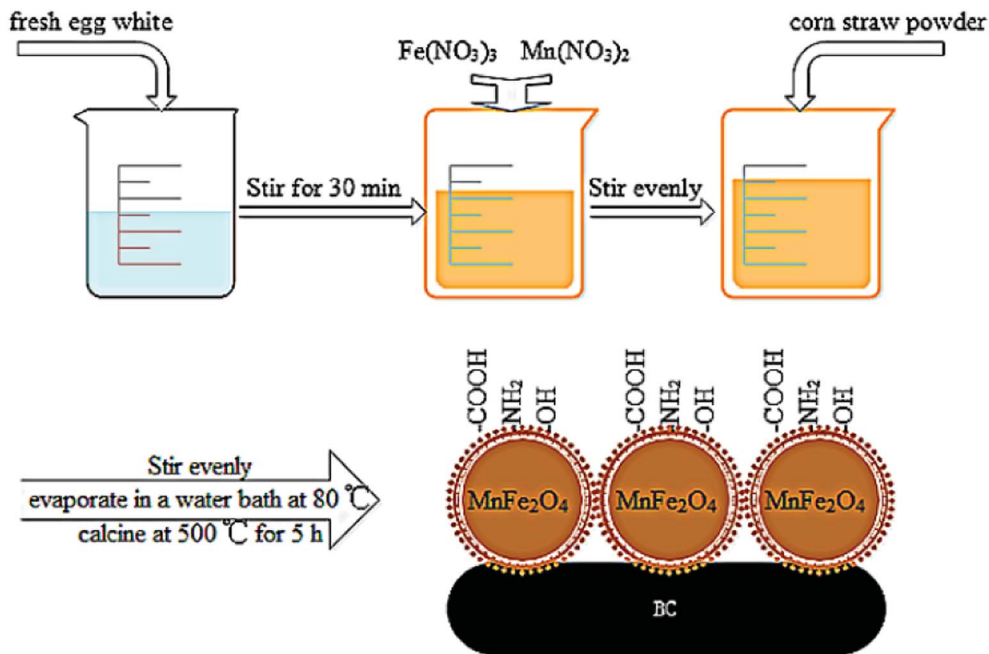 fresh egg white
Fe(NO₃)₃ Mn(NO₃)₂
corn straw powder
Stir for 30 min
Stir evenly
Stir evenly
evaporate in a water bath at 80 ℃
calcine at 500 ℃ for 5 h
-COOH
-NH₂
-OH
-COOH
-NH₂
-OH
-COOH
-NH₂
-OH
MnFe₂O₄
MnFe₂O₄
MnFe₂O₄
BC